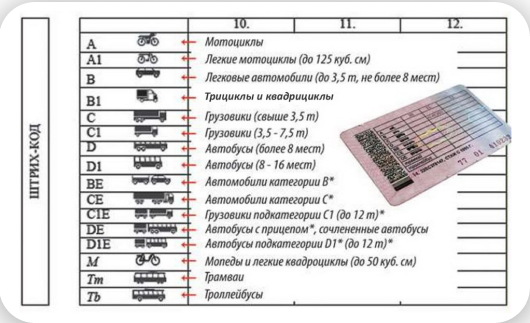 ШТРИХ-КОД
10. 11. 12.
A Мотоциклы
A1 Легкие мотоциклы (до 125 куб. см)
B Легковые автомобили (до 3,5 т, не более 8 мест)
B1 Трициклы и квадрициклы
C Грузовики (свыше 3,5 т)
C1 Грузовики (3,5 - 7,5 т)
D Автобусы (более 8 мест)
D1 Автобусы (8 - 16 мест)
BE Автомобили категории B*
CE Автомобили категории C*
C1E Грузовики подкатегории C1 (до 12 т)*
DE Автобусы с прицепом*, сочлененные автобусы
D1E Автобусы подкатегории D1* (до 12 т)*
M Мопеды и легкие квадроциклы (до 50 куб. см)
Tm Трамваи
Tb Троллейбусы
77 01